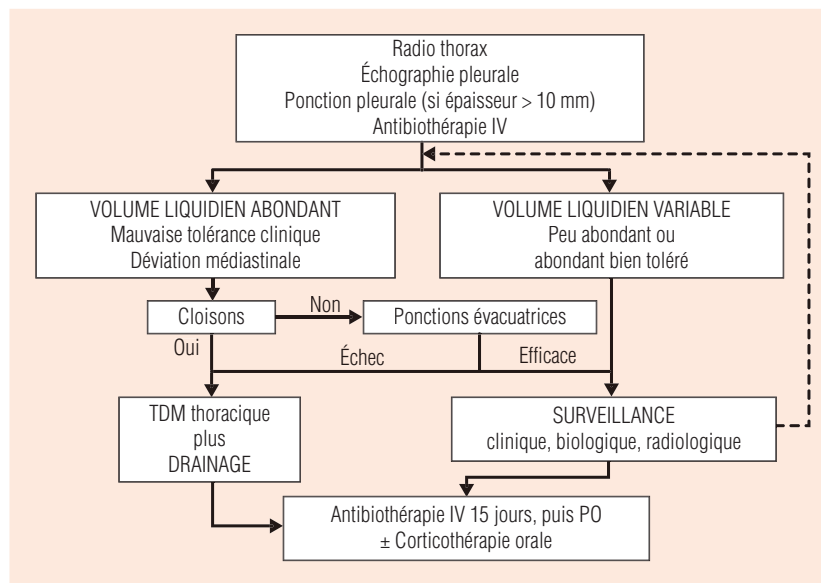 Radio thorax
Échographie pleurale
Ponction pleurale (si épaisseur > 10 mm)
Antibiothérapie IV
VOLUME LIQUIDIEN ABONDANT
Mauvaise tolérance clinique
Déviation médiastinale
VOLUME LIQUIDIEN VARIABLE
Peu abondant ou
abondant bien toléré
Cloisons
Non
Ponctions évacuatrices
Oui
Échec
Efficace
TDM thoracique
plus
DRAINAGE
SURVEILLANCE
clinique, biologique, radiologique
Antibiothérapie IV 15 jours, puis PO
± Corticothérapie orale